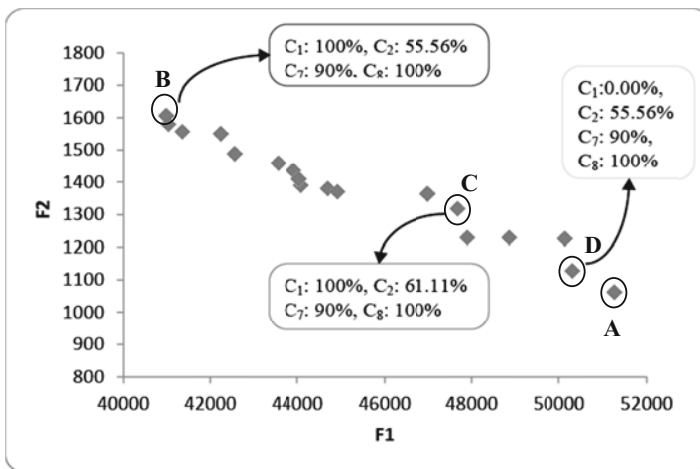 1800
1700
1600
1500
1400
1300
1200
1100
1000
900
800
F2
40000 42000 44000 46000 48000 50000 52000
F1
B
C₁: 100%, C₂: 55.56%
C₇: 90%, C₈: 100%
C₁:0.00%,
C₂: 55.56%
C₇: 90%,
C₈: 100%
C
D
A
C₁: 100%, C₂: 61.11%
C₇: 90%, C₈: 100%